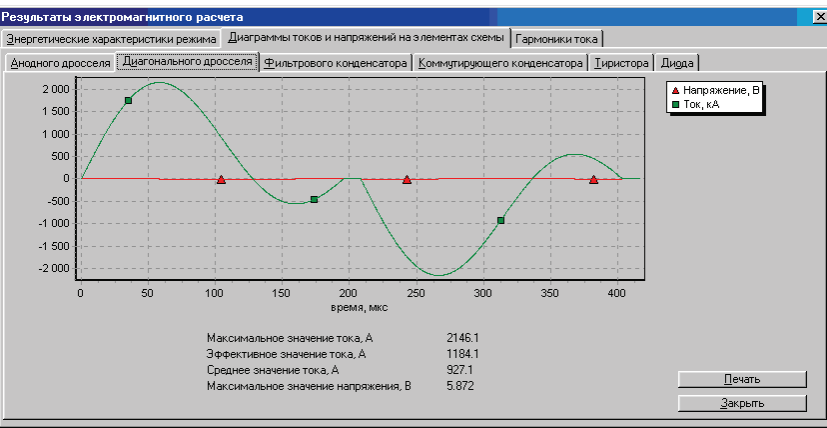 Результаты электромагнитного расчета
Энергетические характеристики режима Диаграммы токов и напряжений на элементах схемы Гармоники тока
Анодного дросселя Диагонального дросселя Фильтрового конденсатора Коммутирующего конденсатора Тиристора Диода
2 000
1 500
1 000
500
0
-500
-1 000
-1 500
-2 000
0 50 100 150 200 250 300 350 400
время, мкс
Напряжение, В
Ток, кА
Максимальное значение тока, А 2146.1
Эффективное значение тока, А 1184.1
Среднее значение тока, А 927.1
Максимальное значение напряжения, В 5.872
Печать
Закрыть